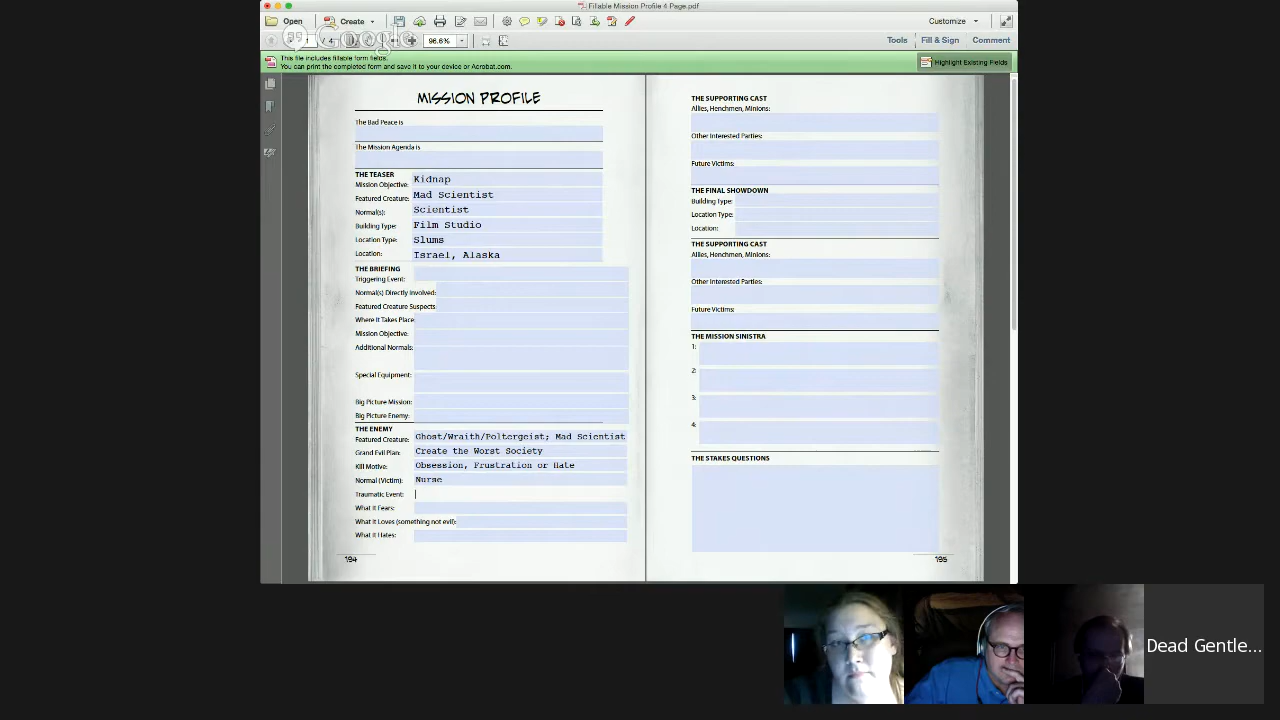 Fillable Mission Profile 4 Page.pdf
Open
Create
Customize
Google
1
/ 4
96.6%
Tools
Fill & Sign
Comment
This file includes fillable form fields.
You can print the completed form and save it to your device or Acrobat.com.
Highlight Existing Fields
MISSION PROFILE
The Bad Peace is
The Mission Agenda is
THE TEASER
Mission Objective: Kidnap
Featured Creature: Mad Scientist
Normal(s): Scientist
Building Type: Film Studio
Location Type: Slums
Location: Israel, Alaska
THE BRIEFING
Triggering Event:
Normal(s) Directly Involved:
Featured Creature Suspects
Where It Takes Place
Mission Objective:
Additional Normals:
Special Equipment:
Big Picture Mission:
Big Picture Enemy:
THE ENEMY
Featured Creature: Ghost/Wraith/Poltergeist; Mad Scientist
Grand Evil Plan: Create the Worst Society
Kill Motive: Obsession, Frustration or Hate
Normal (Victim): Nurse
Traumatic Event:
What It Fears:
What It Loves (something not evil):
What It Hates:
194
THE SUPPORTING CAST
Allies, Henchmen, Minions:
Other Interested Parties:
Future Victims:
THE FINAL SHOWDOWN
Building Type:
Location Type:
Location:
THE SUPPORTING CAST
Allies, Henchmen, Minions:
Other Interested Parties:
Future Victims:
THE MISSION SINISTRA
1:
2:
3:
4:
THE STAKES QUESTIONS
195
Dead Gentle...